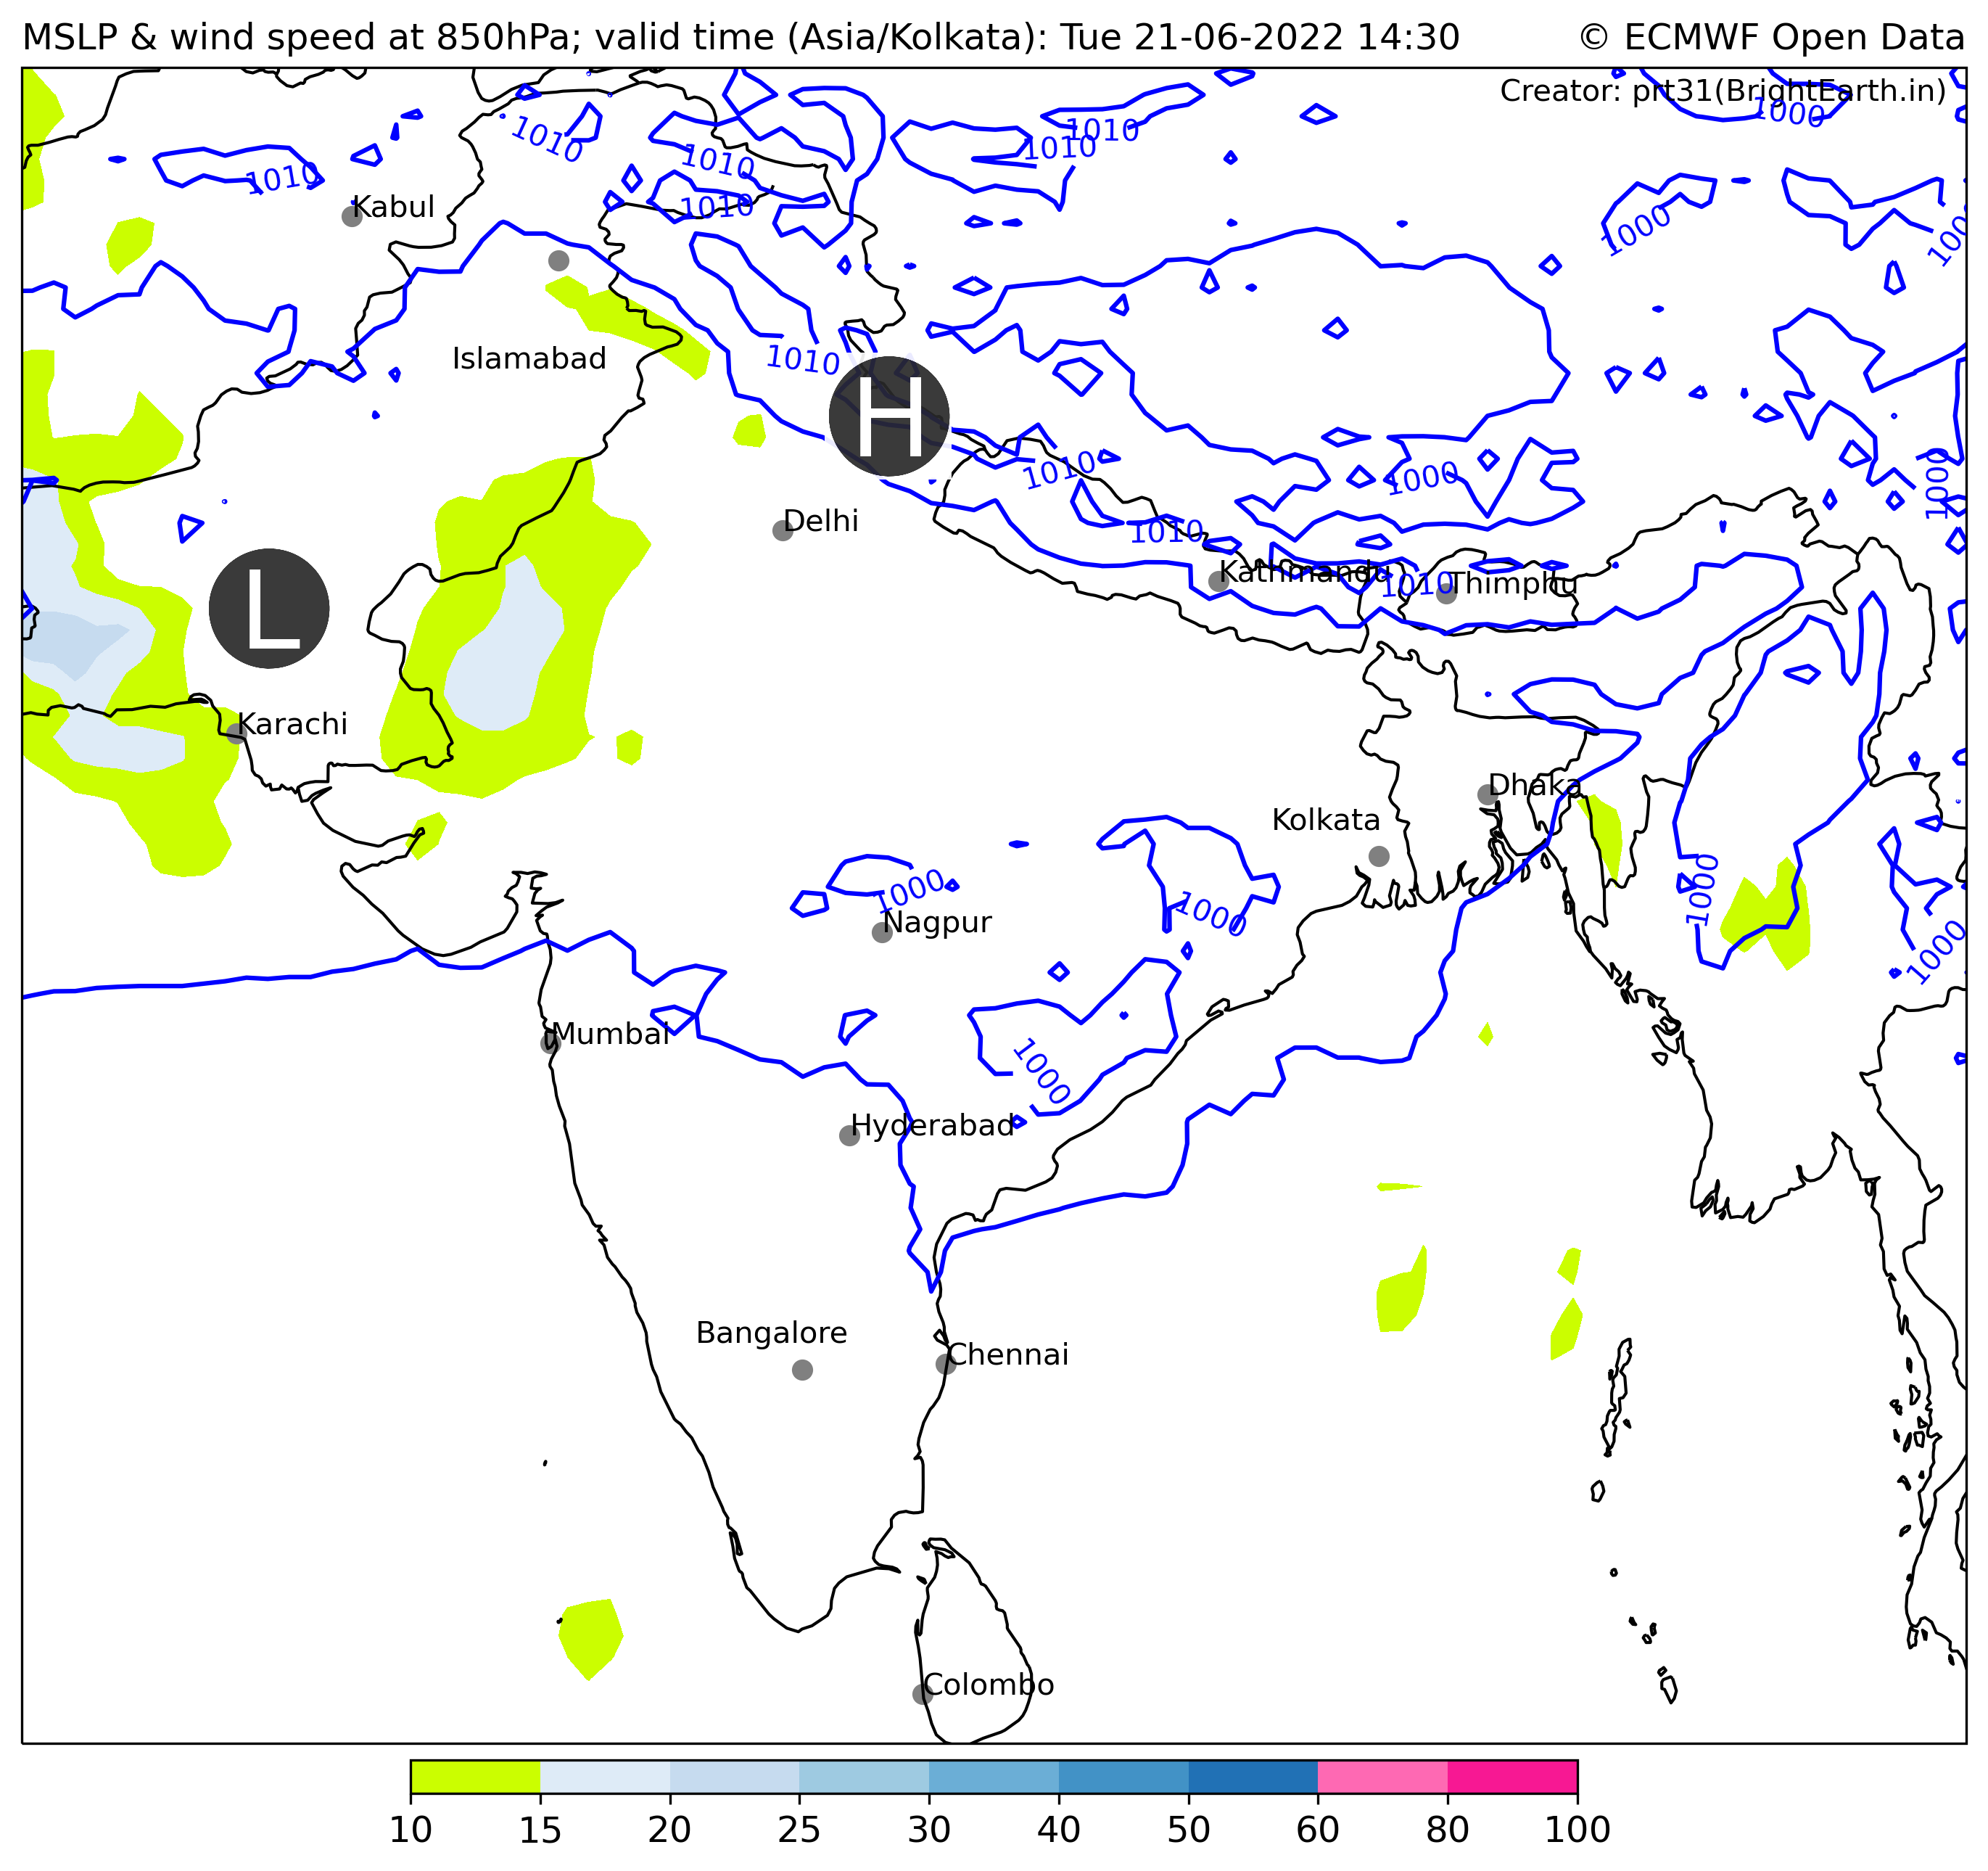 MSLP & wind speed at 850hPa; valid time (Asia/Kolkata): Tue 21-06-2022 14:30
© ECMWF Open Data
Creator: prt31(BrightEarth.in)
1000
1010
1010
1010
1010
1010
1010
1010
Kabul
1000
1000
Islamabad
1010
H
1010
1000
1000
Delhi
1010
L
Kathmandu
1010
Thimphu
Karachi
Dhaka
Kolkata
1000
1000
1000
Nagpur
1000
Mumbai
1000
Hyderabad
Bangalore
Chennai
Colombo
10 15 20 25 30 40 50 60 80 100